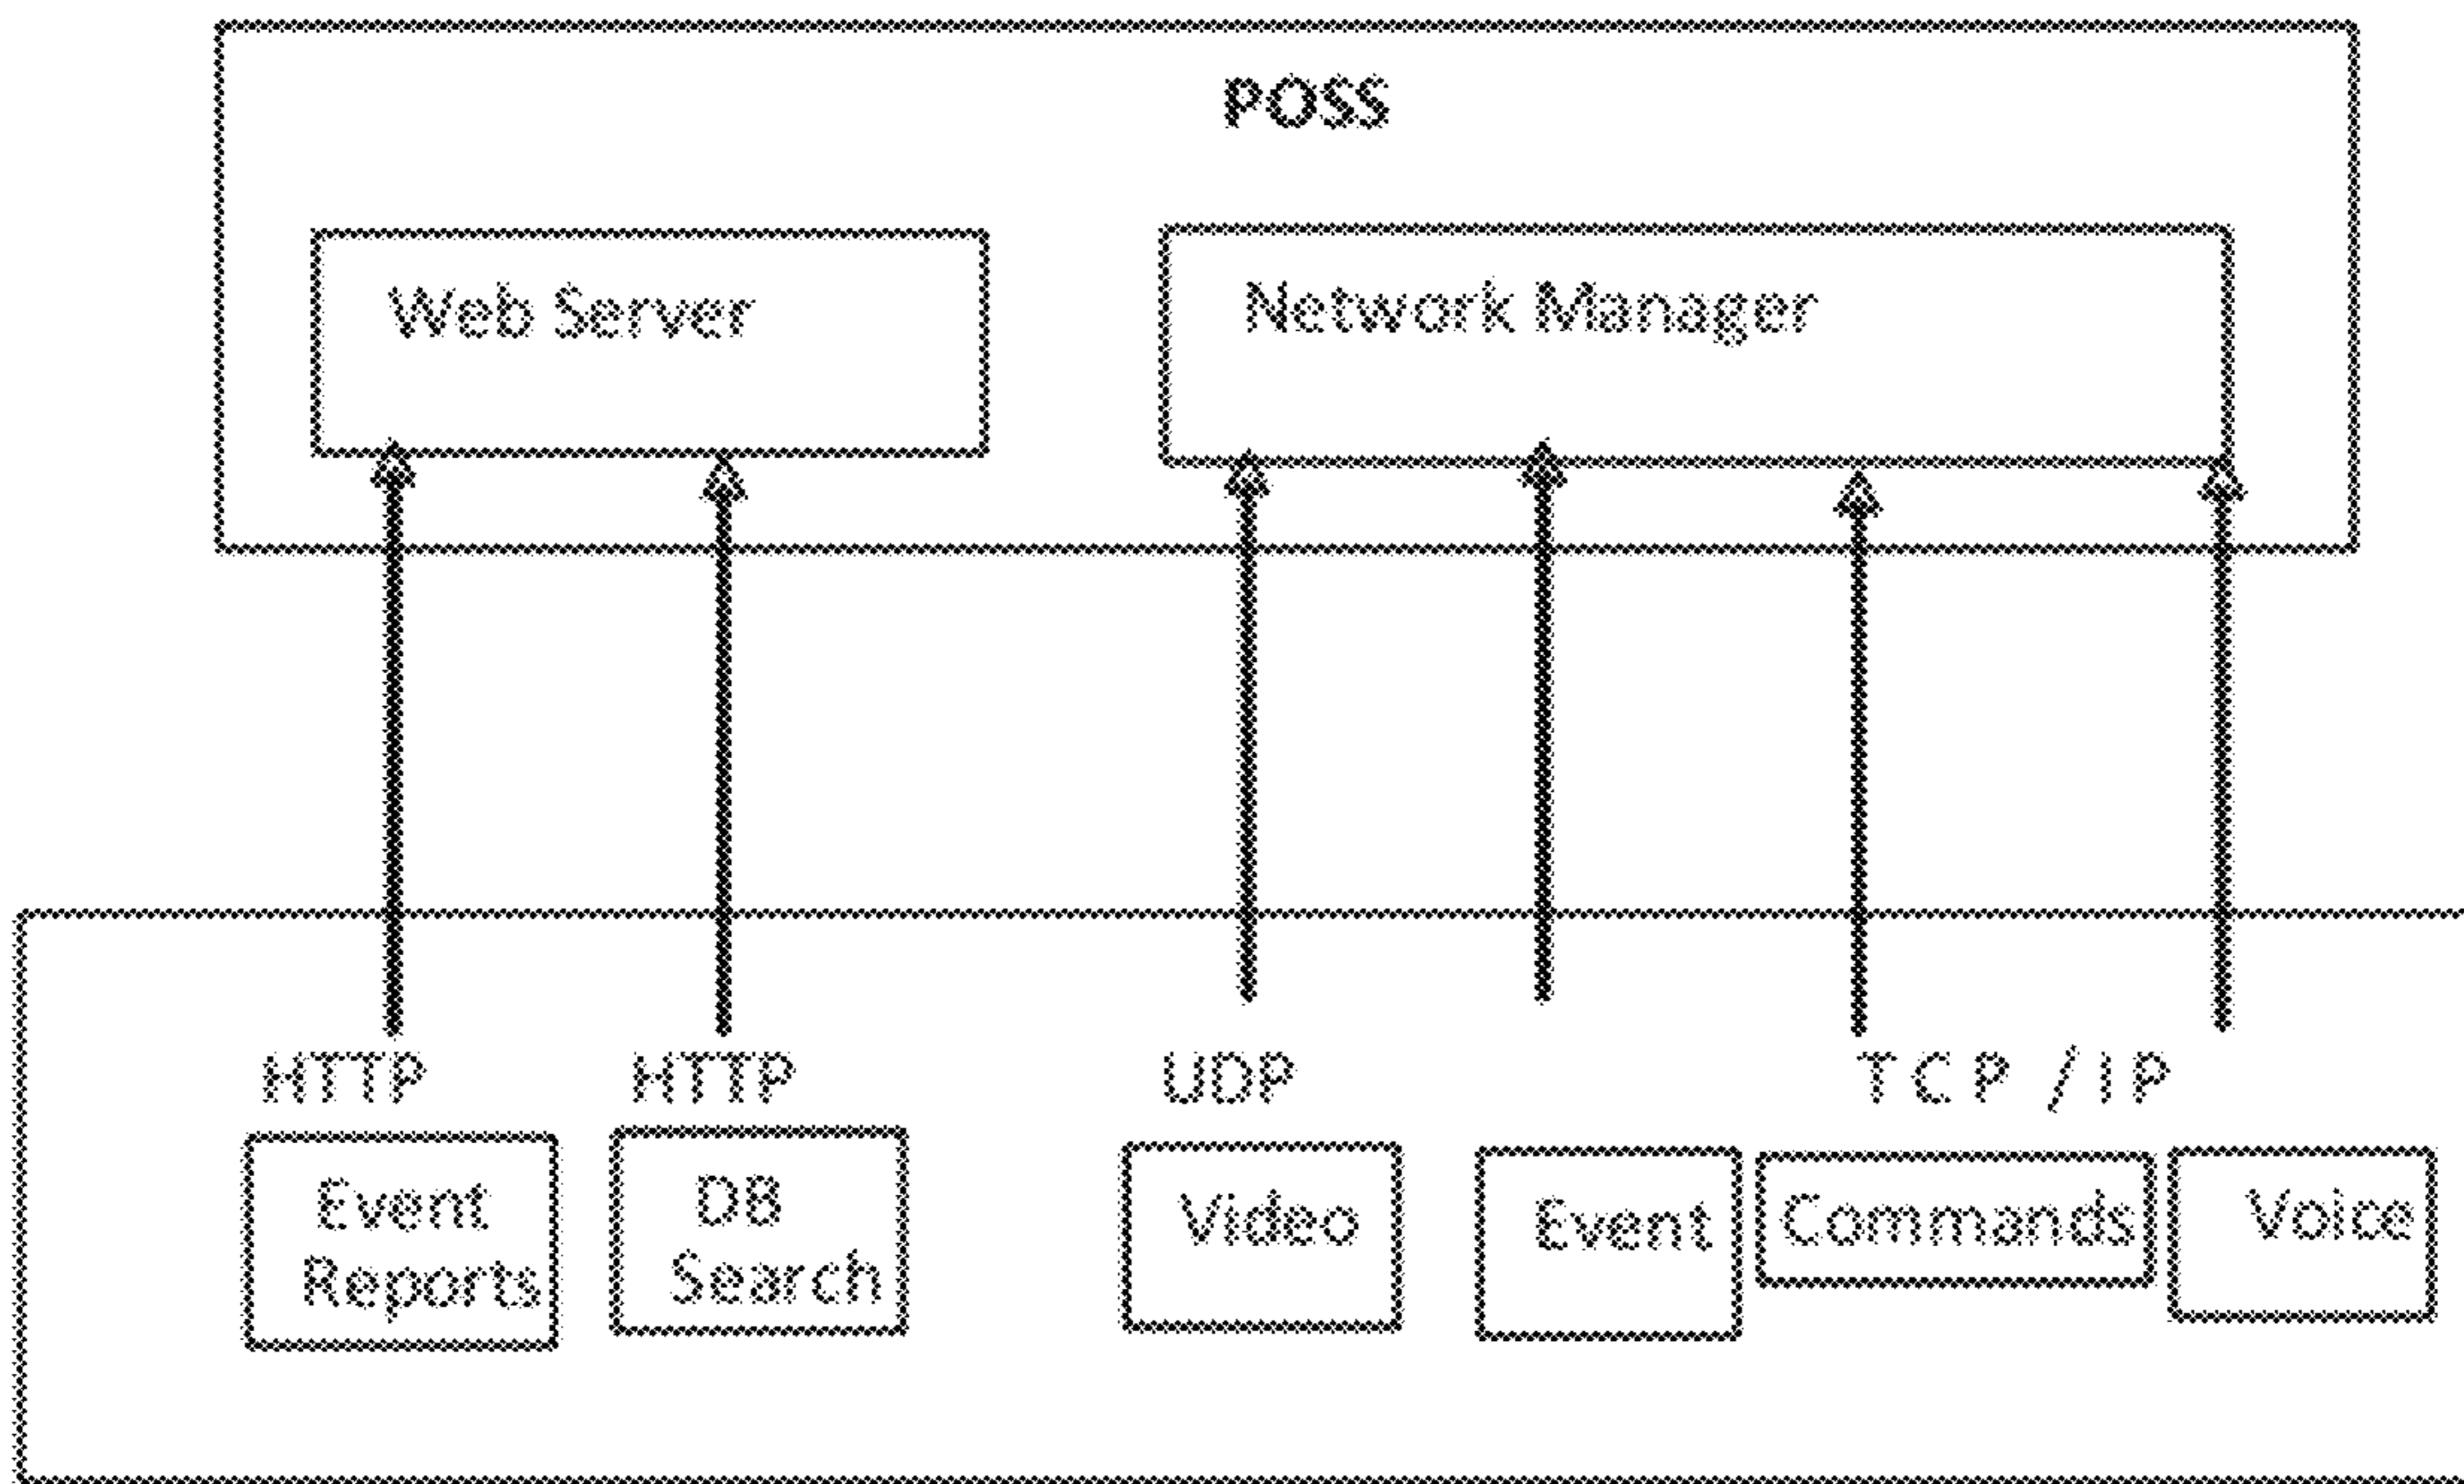 POSS
Web Server
Network Manager
HTTP
HTTP
UDP
TCP /IP
Event
Reports
DB
Search
Video
Event
Commands
Voice